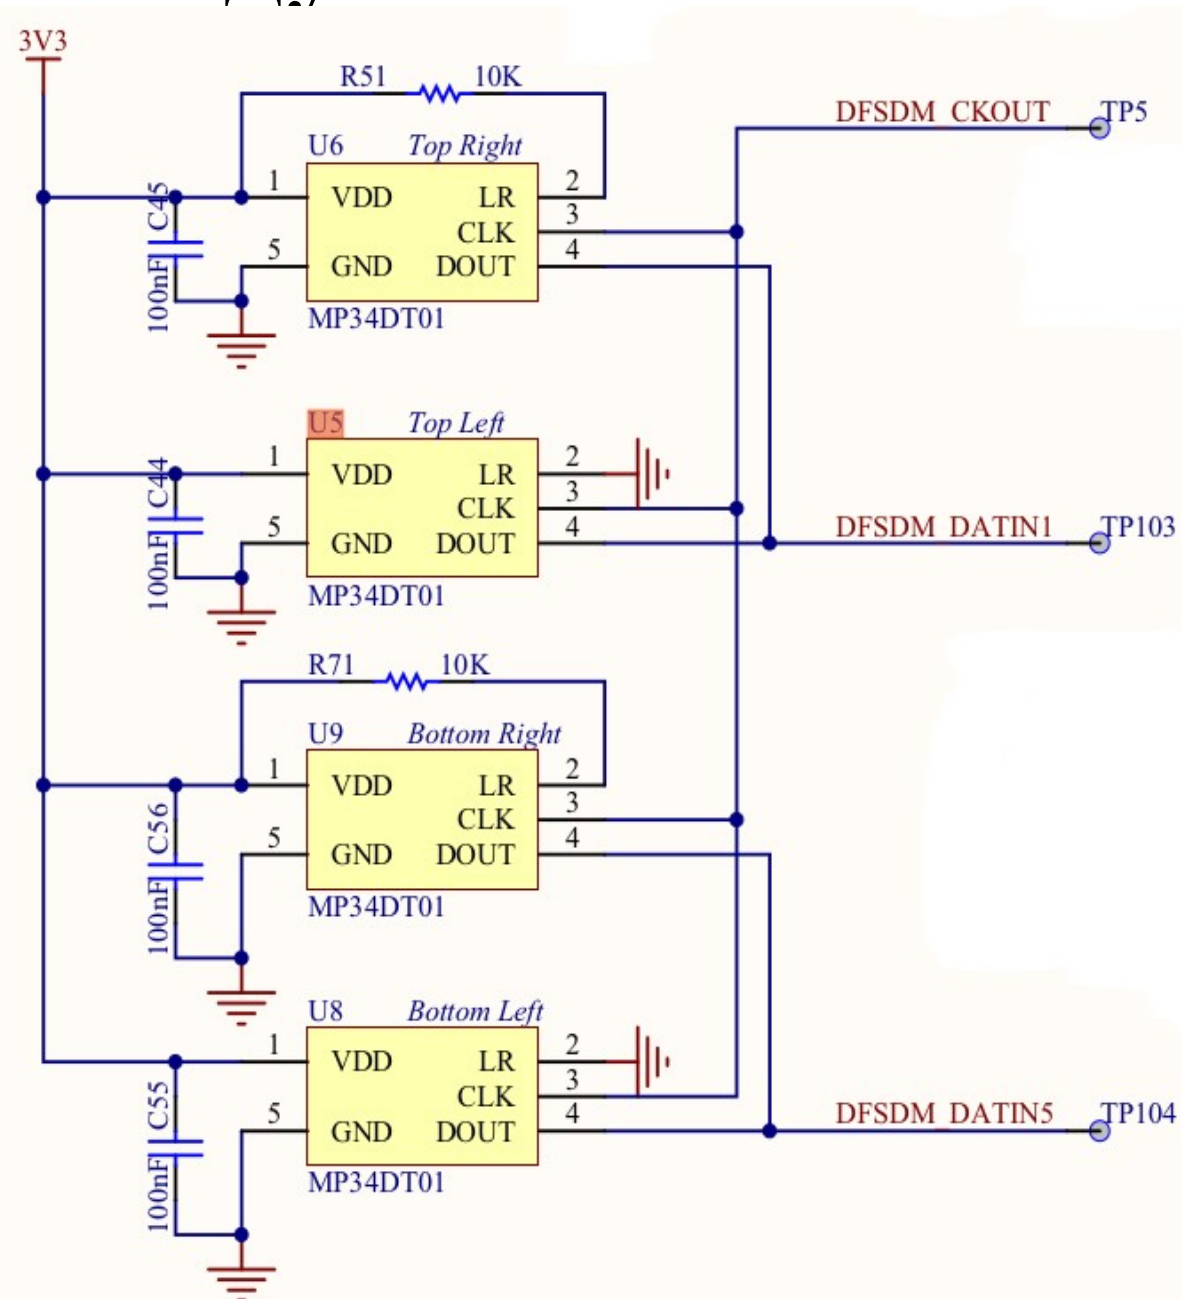 3V3
R51 10K
DFSDM_CKOUT TP5
U6 Top Right
1 VDD LR 2
CLK 3
5 GND DOUT 4
C45
100nF
MP34DT01
U5 Top Left
1 VDD LR 2
CLK 3
5 GND DOUT 4
DFSDM_DATIN1 TP103
C44
100nF
MP34DT01
R71 10K
U9 Bottom Right
1 VDD LR 2
CLK 3
5 GND DOUT 4
C56
100nF
MP34DT01
U8 Bottom Left
1 VDD LR 2
CLK 3
5 GND DOUT 4
DFSDM_DATIN5 TP104
C55
100nF
MP34DT01